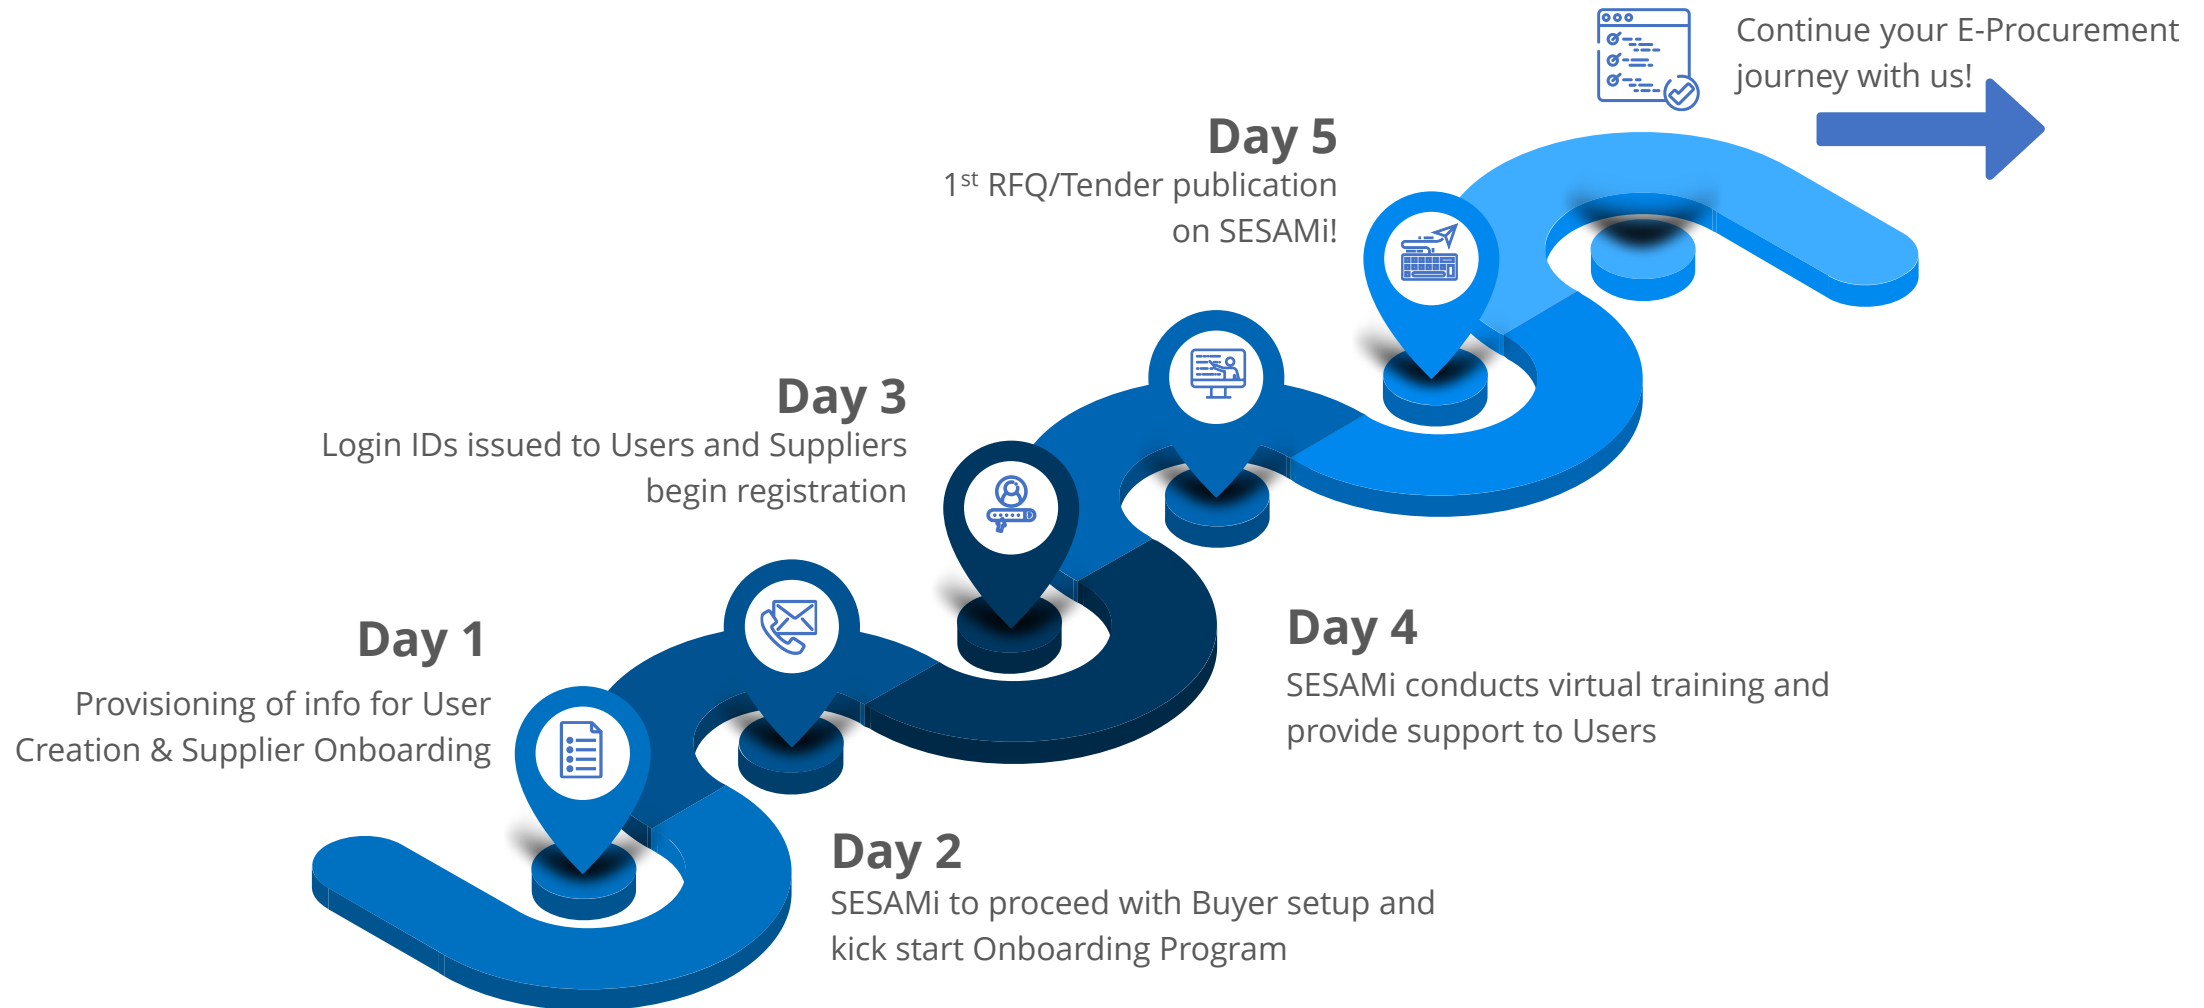 Day 1
Provisioning of info for User
Creation & Supplier Onboarding
Day 2
SESAMi to proceed with Buyer setup and
kick start Onboarding Program
Day 3
Login IDs issued to Users and Suppliers
begin registration
Day 4
SESAMi conducts virtual training and
provide support to Users
Day 5
1st RFQ/Tender publication
on SESAMi!
Continue your E-Procurement
journey with us!